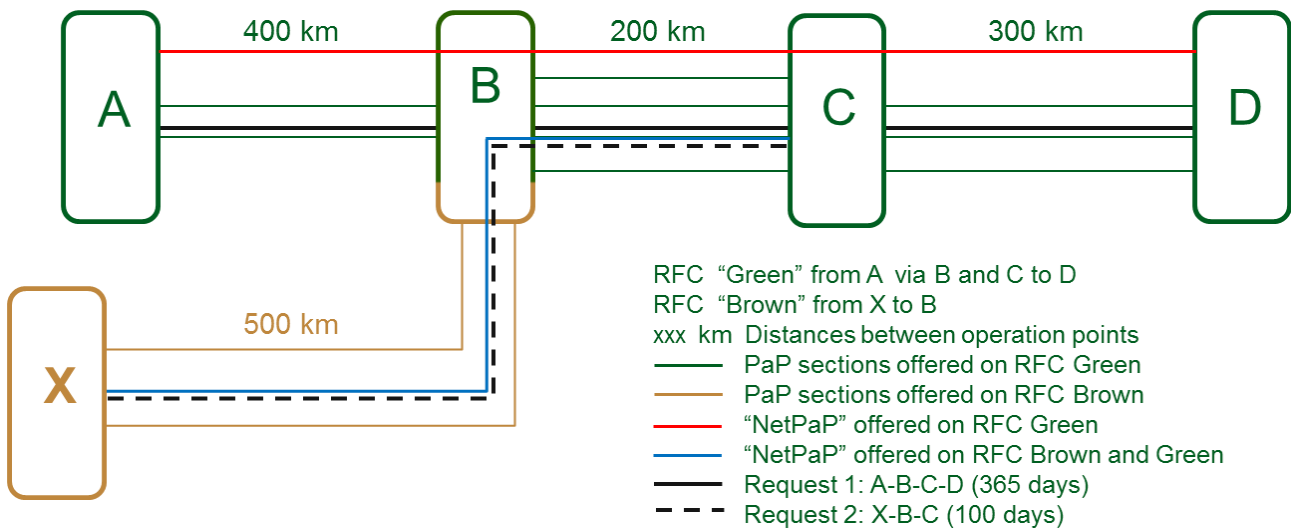 400 km
200 km
300 km
A
B
C
D
500 km
X
RFC “Green” from A via B and C to D
RFC “Brown” from X to B
xxx km Distances between operation points
PaP sections offered on RFC Green
PaP sections offered on RFC Brown
“NetPaP” offered on RFC Green
“NetPaP” offered on RFC Brown and Green
Request 1: A-B-C-D (365 days)
Request 2: X-B-C (100 days)